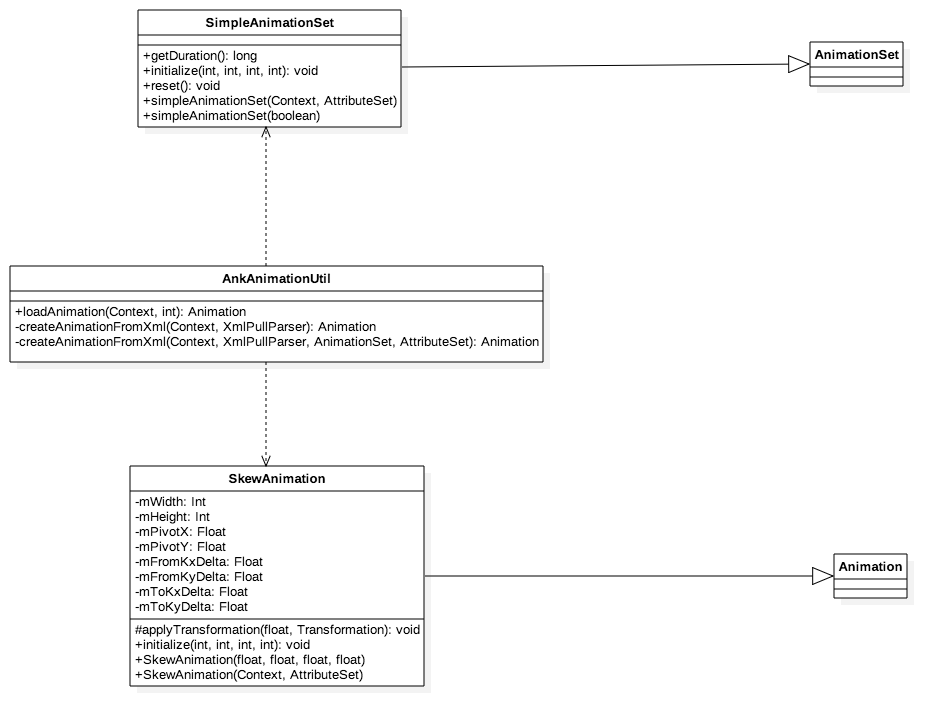 SimpleAnimationSet
+getDuration(): long
+initialize(int, int, int, int): void
+reset(): void
+simpleAnimationSet(Context, AttributeSet)
+simpleAnimationSet(boolean)
AnimationSet
AnkAnimationUtil
+loadAnimation(Context, int): Animation
-createAnimationFromXml(Context, XmlPullParser): Animation
-createAnimationFromXml(Context, XmlPullParser, AnimationSet, AttributeSet): Animation
SkewAnimation
-mWidth: Int
-mHeight: Int
-mPivotX: Float
-mPivotY: Float
-mFromKxDelta: Float
-mFromKyDelta: Float
-mToKxDelta: Float
-mToKyDelta: Float
#applyTransformation(float, Transformation): void
+initialize(int, int, int, int): void
+SkewAnimation(float, float, float, float)
+SkewAnimation(Context, AttributeSet)
Animation